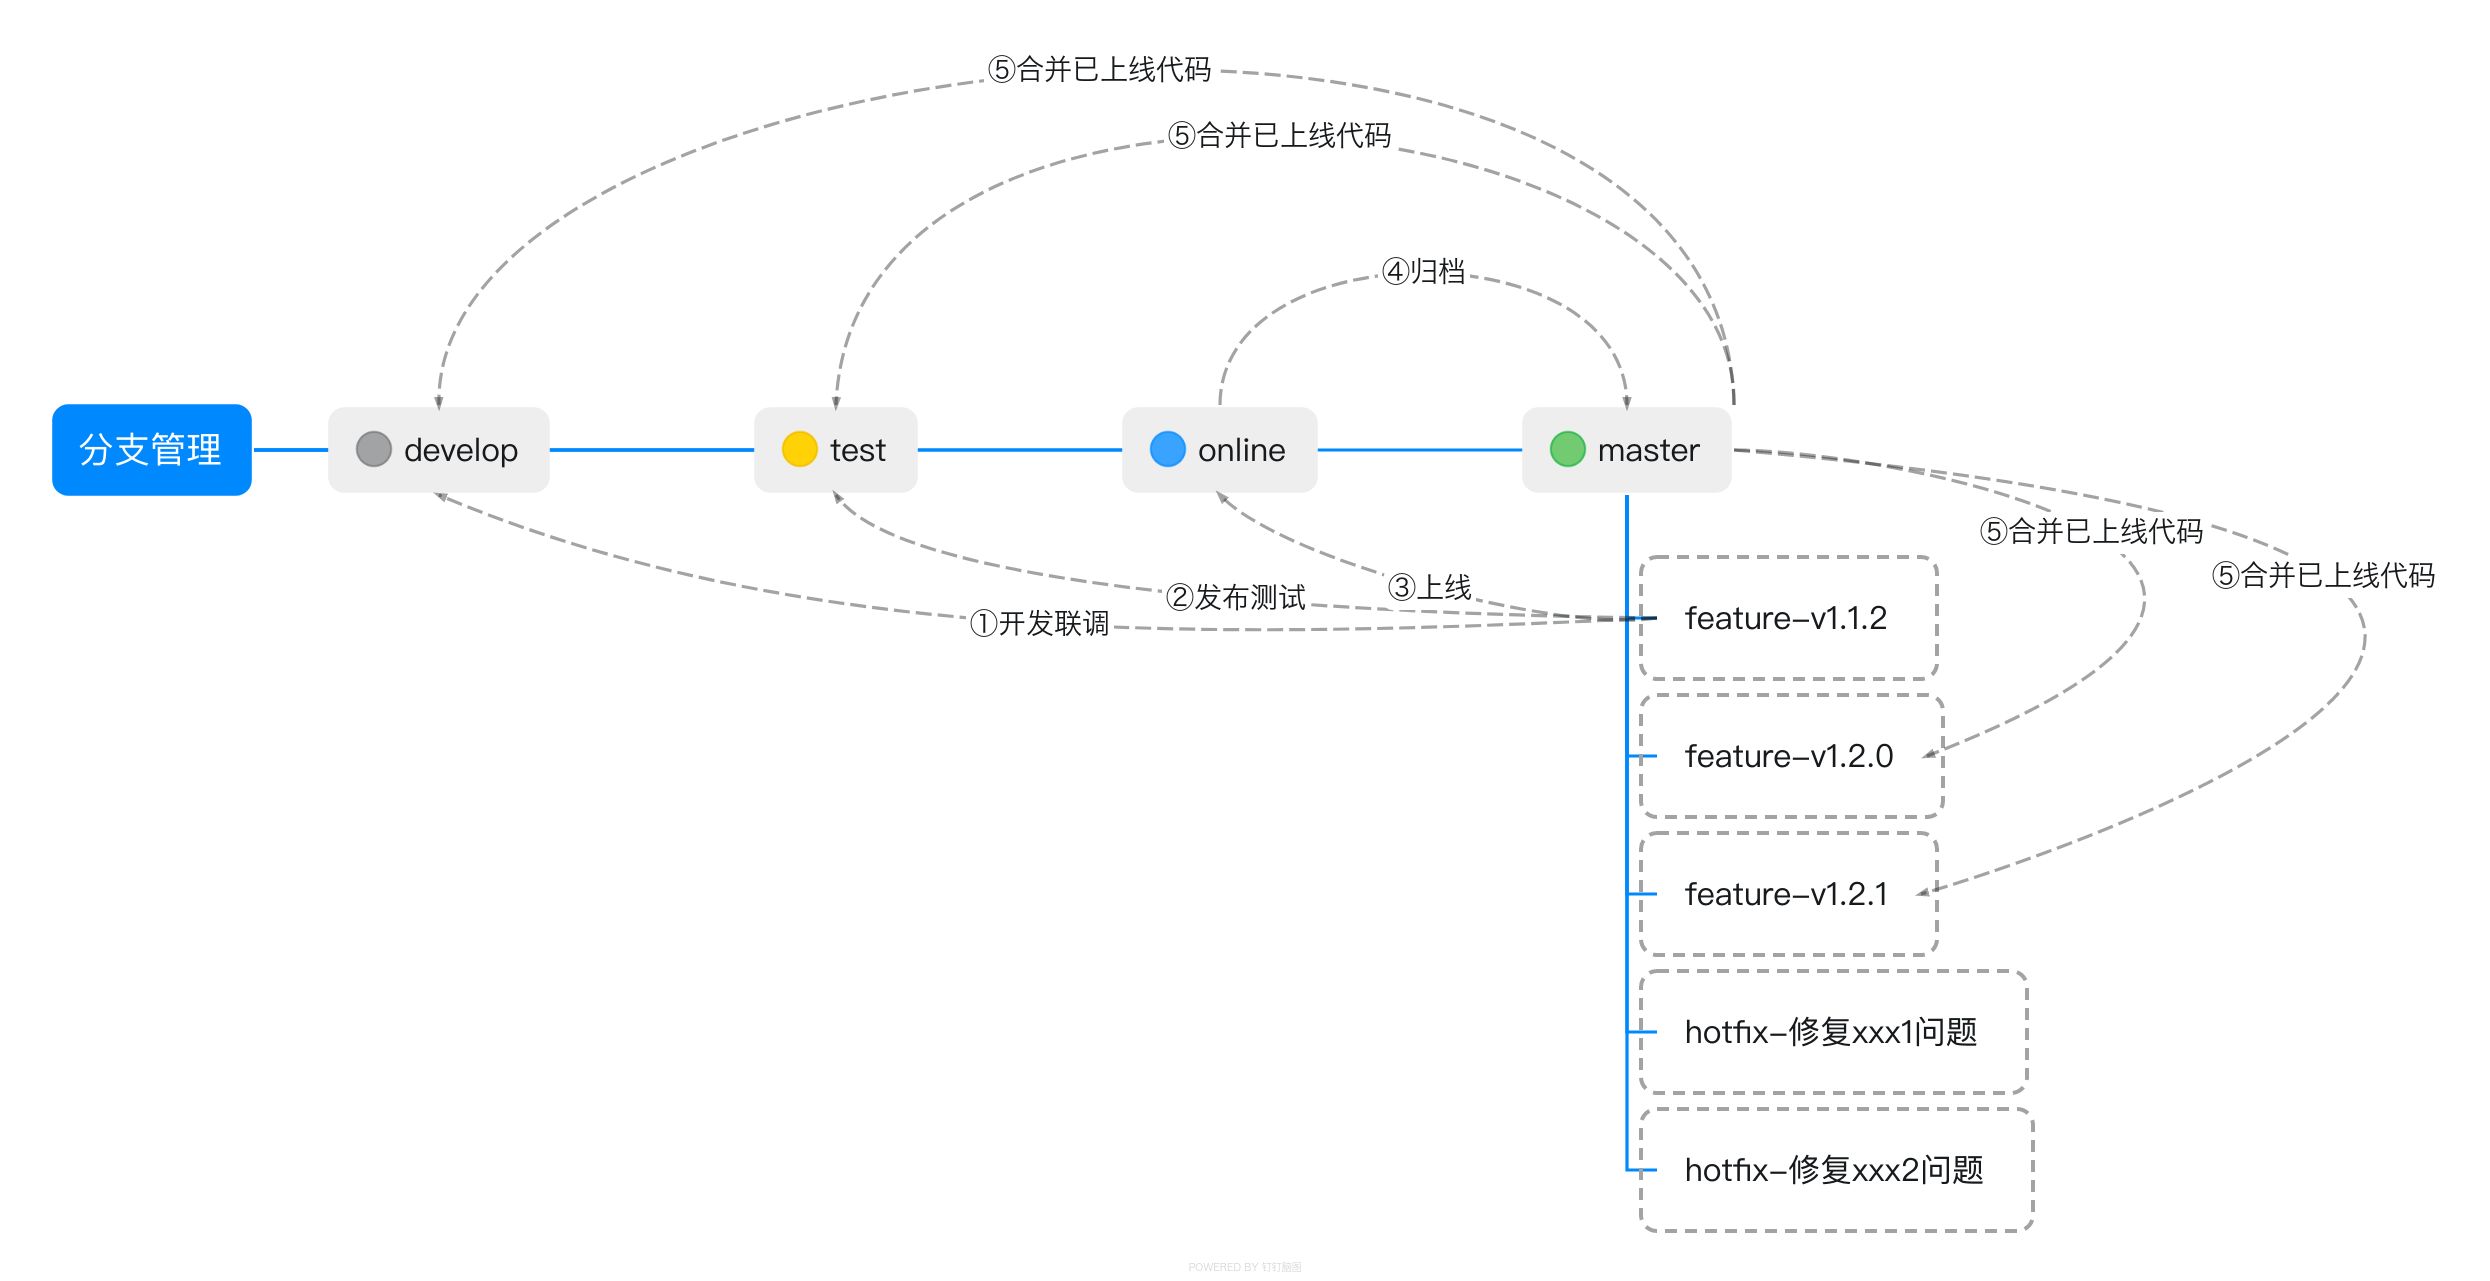 ⑤合并已上线代码
⑤合并已上线代码
④归档
分支管理
develop
test
online
master
⑤合并已上线代码
⑤合并已上线代码
③上线
②发布测试
①开发联调
feature-v1.1.2
feature-v1.2.0
feature-v1.2.1
hotfix-修复xxx1问题
hotfix-修复xxx2问题
POWERED BY 钉钉脑图